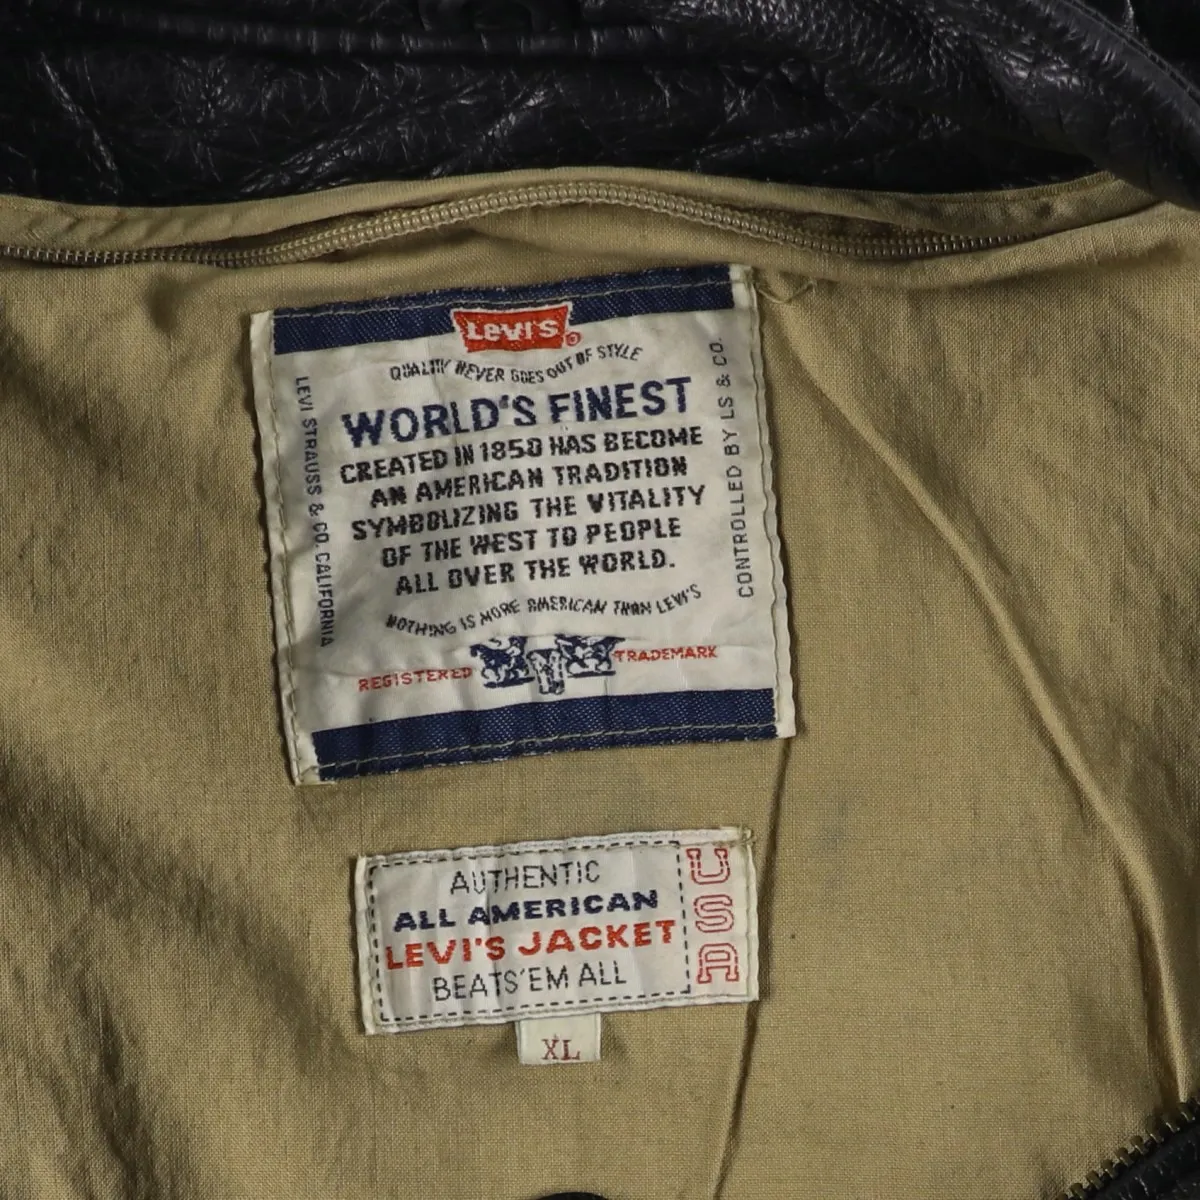 Levi's ®
QUALITY NEVER GOES OUT OF STYLE
WORLD'S FINEST
CREATED IN 1850 HAS BECOME
AN AMERICAN TRADITION
SYMBOLIZING THE VITALITY
OF THE WEST TO PEOPLE
ALL OVER THE WORLD.
NOTHING IS MORE AMERICAN THAN LEVI'S
REGISTERED TRADEMARK
LEVI STRAUSS & CO. CALIFORNIA
CONTROLLED BY LS & CO.
AUTHENTIC
ALL AMERICAN
LEVI'S JACKET
BEATS'EM ALL
USA
XL